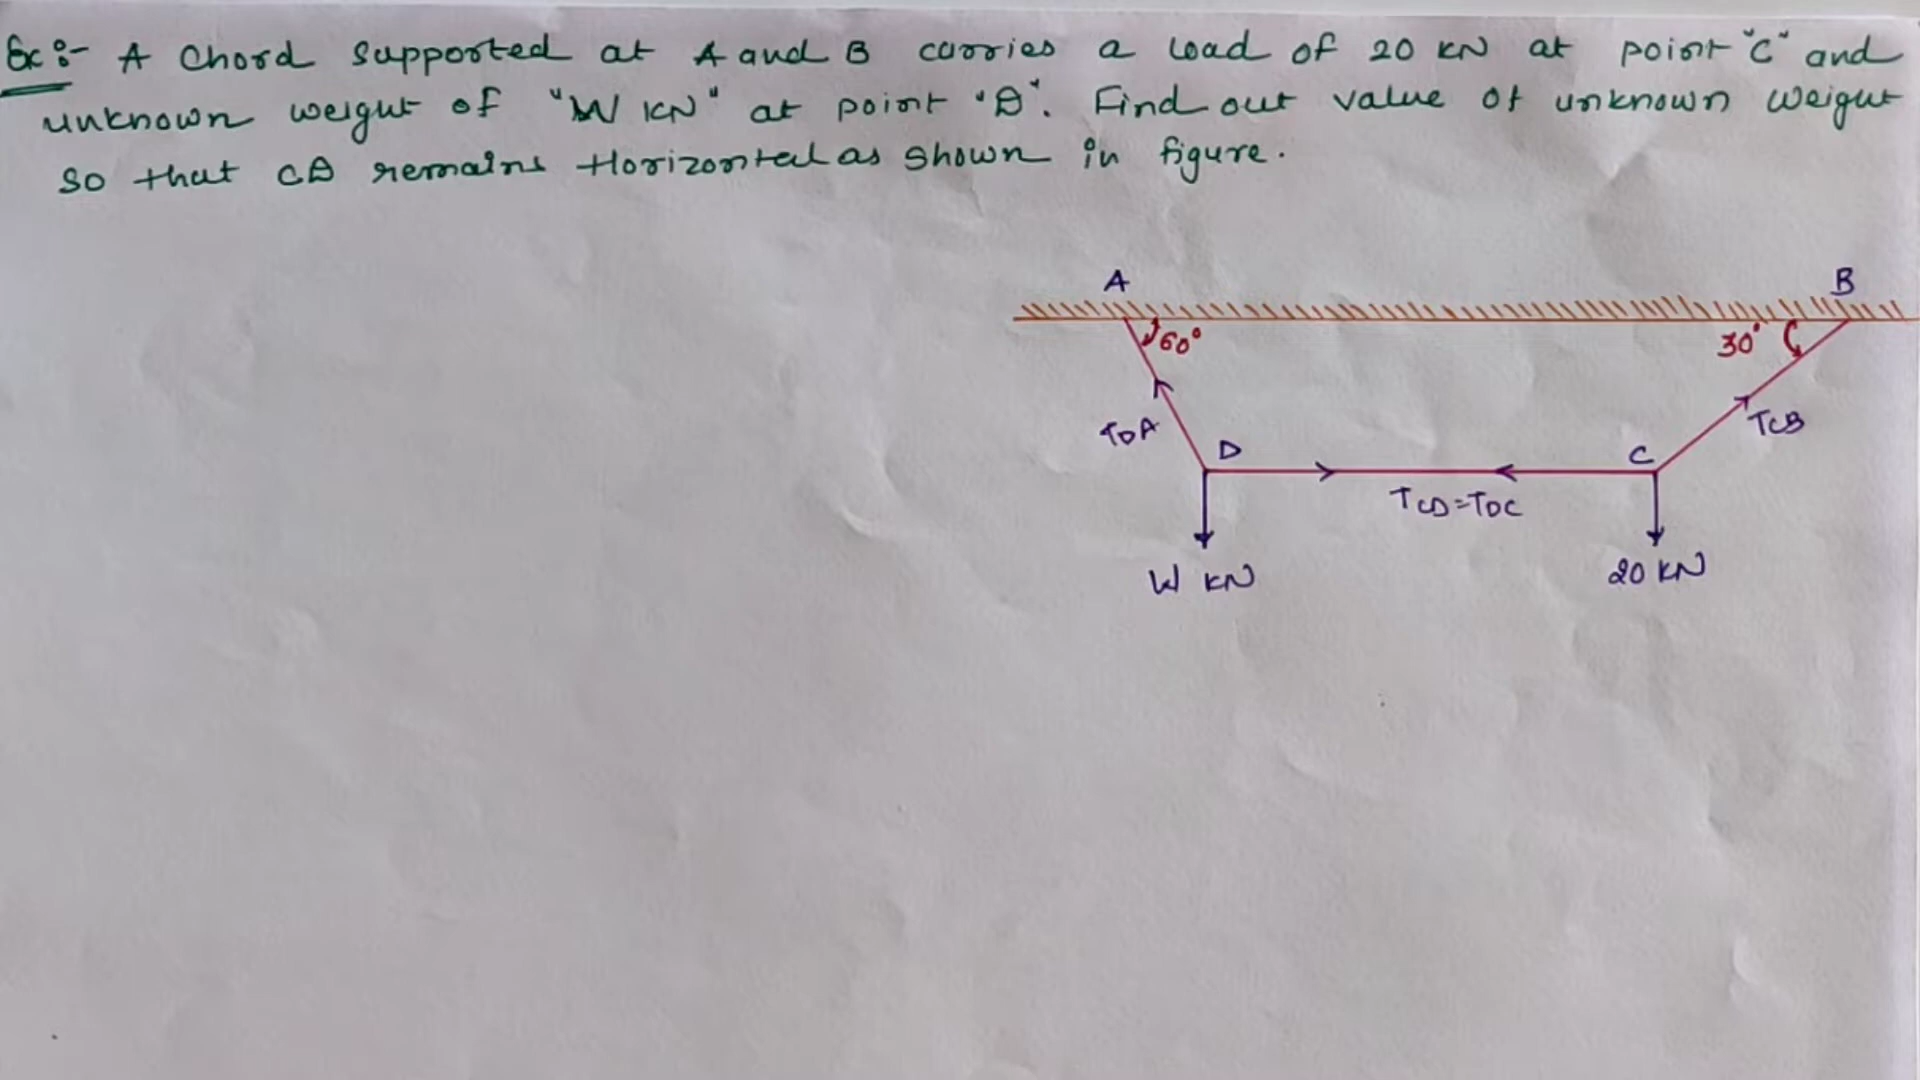 Ex:- A Chord supported at A and B carries a load of 20 KN at point "C" and
unknown weight of "W KN" at point "D". Find out value of unknown weight
so that CD remains Horizontal as shown in figure.
A
B
60°
30°
TDA
TCB
D
C
TCD=TDC
W KN
20 KN